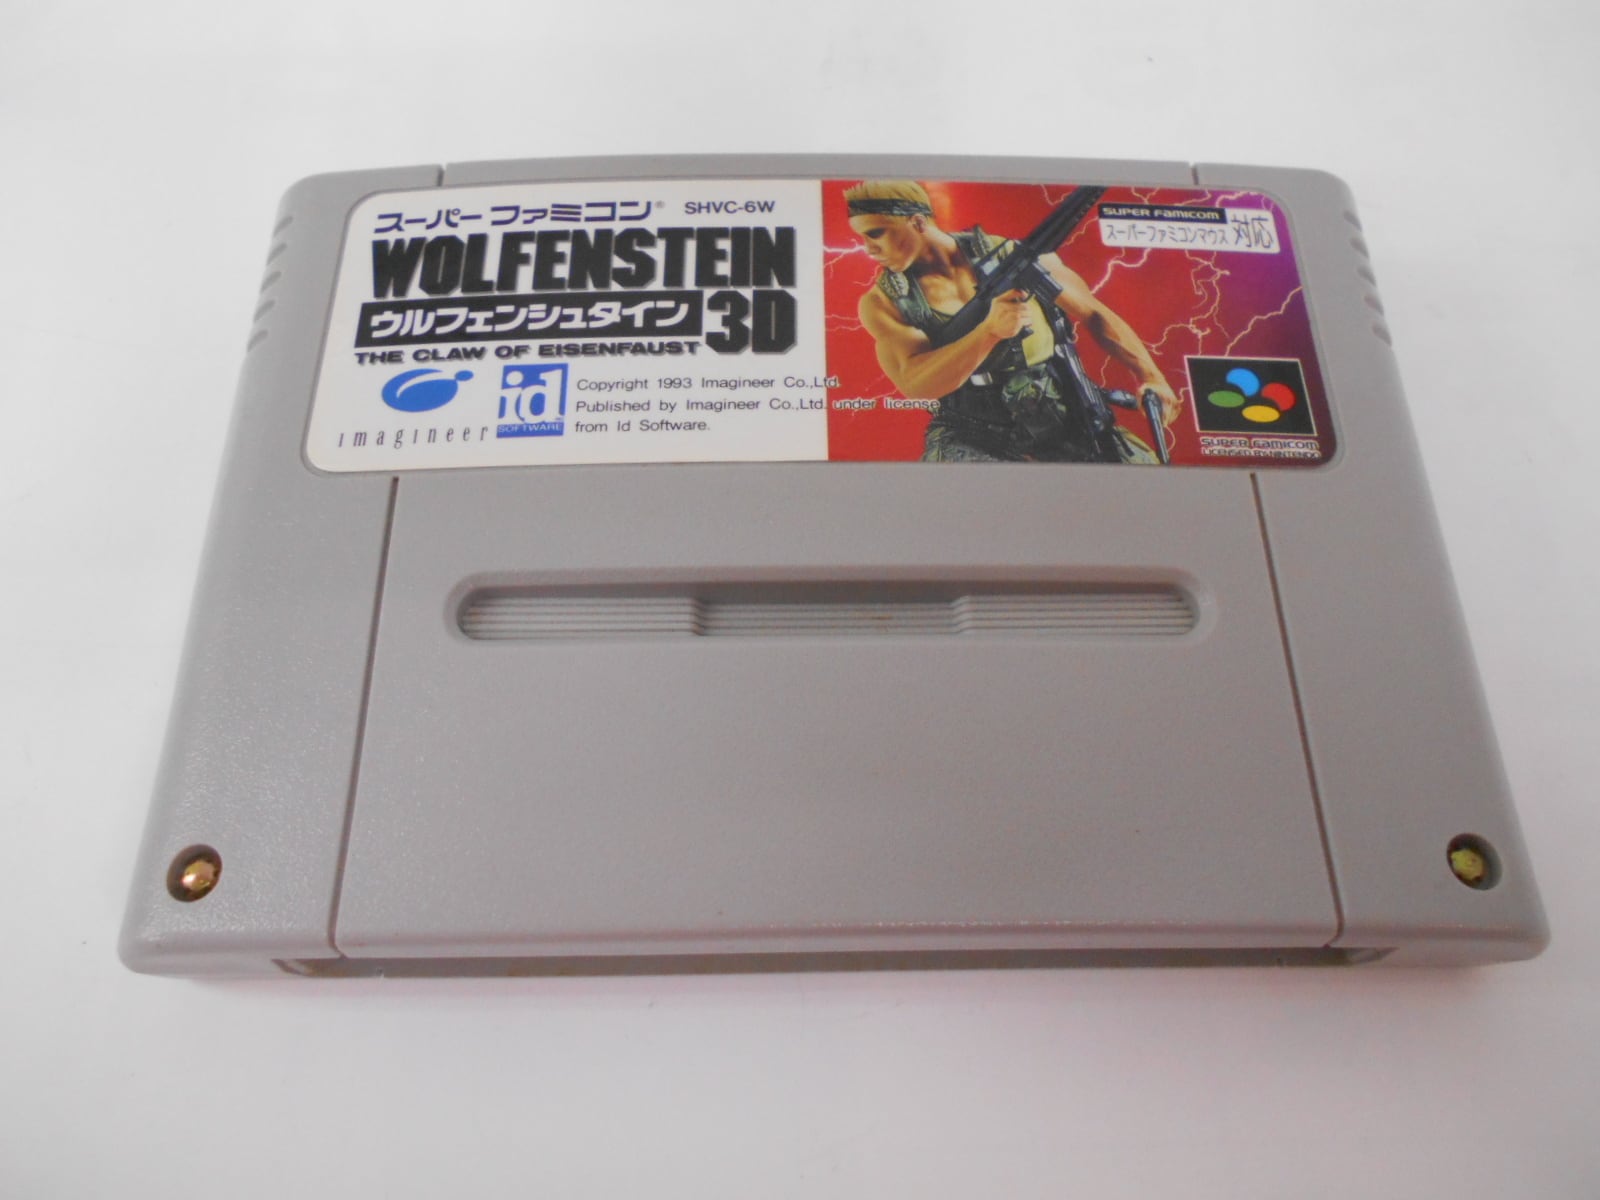 スーパーファミコン® SHVC-6W
WOLFENSTEIN
ウルフェンシュタイン 3D
THE CLAW OF EISENFAUST
imagineer
id
SOFTWARE
Copyright 1993 Imagineer Co.,Ltd.
Published by Imagineer Co.,Ltd. under license
from Id Software.
SUPER FAMICOM
スーパーファミコンマウス 対応
SUPER FAMICOM
LICENSED BY NINTENDO